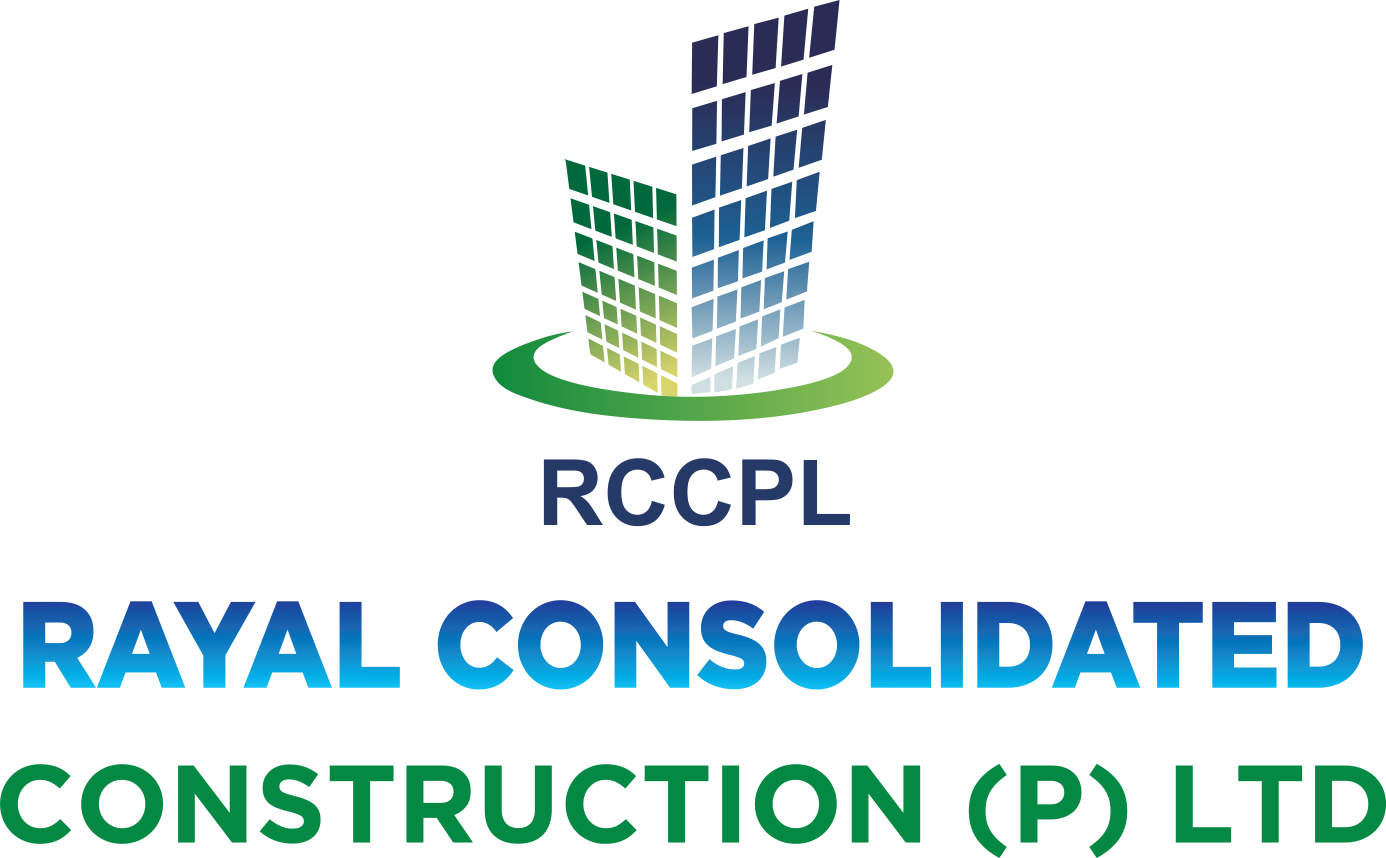 RCCPL
RAYAL CONSOLIDATED
CONSTRUCTION (P) LTD